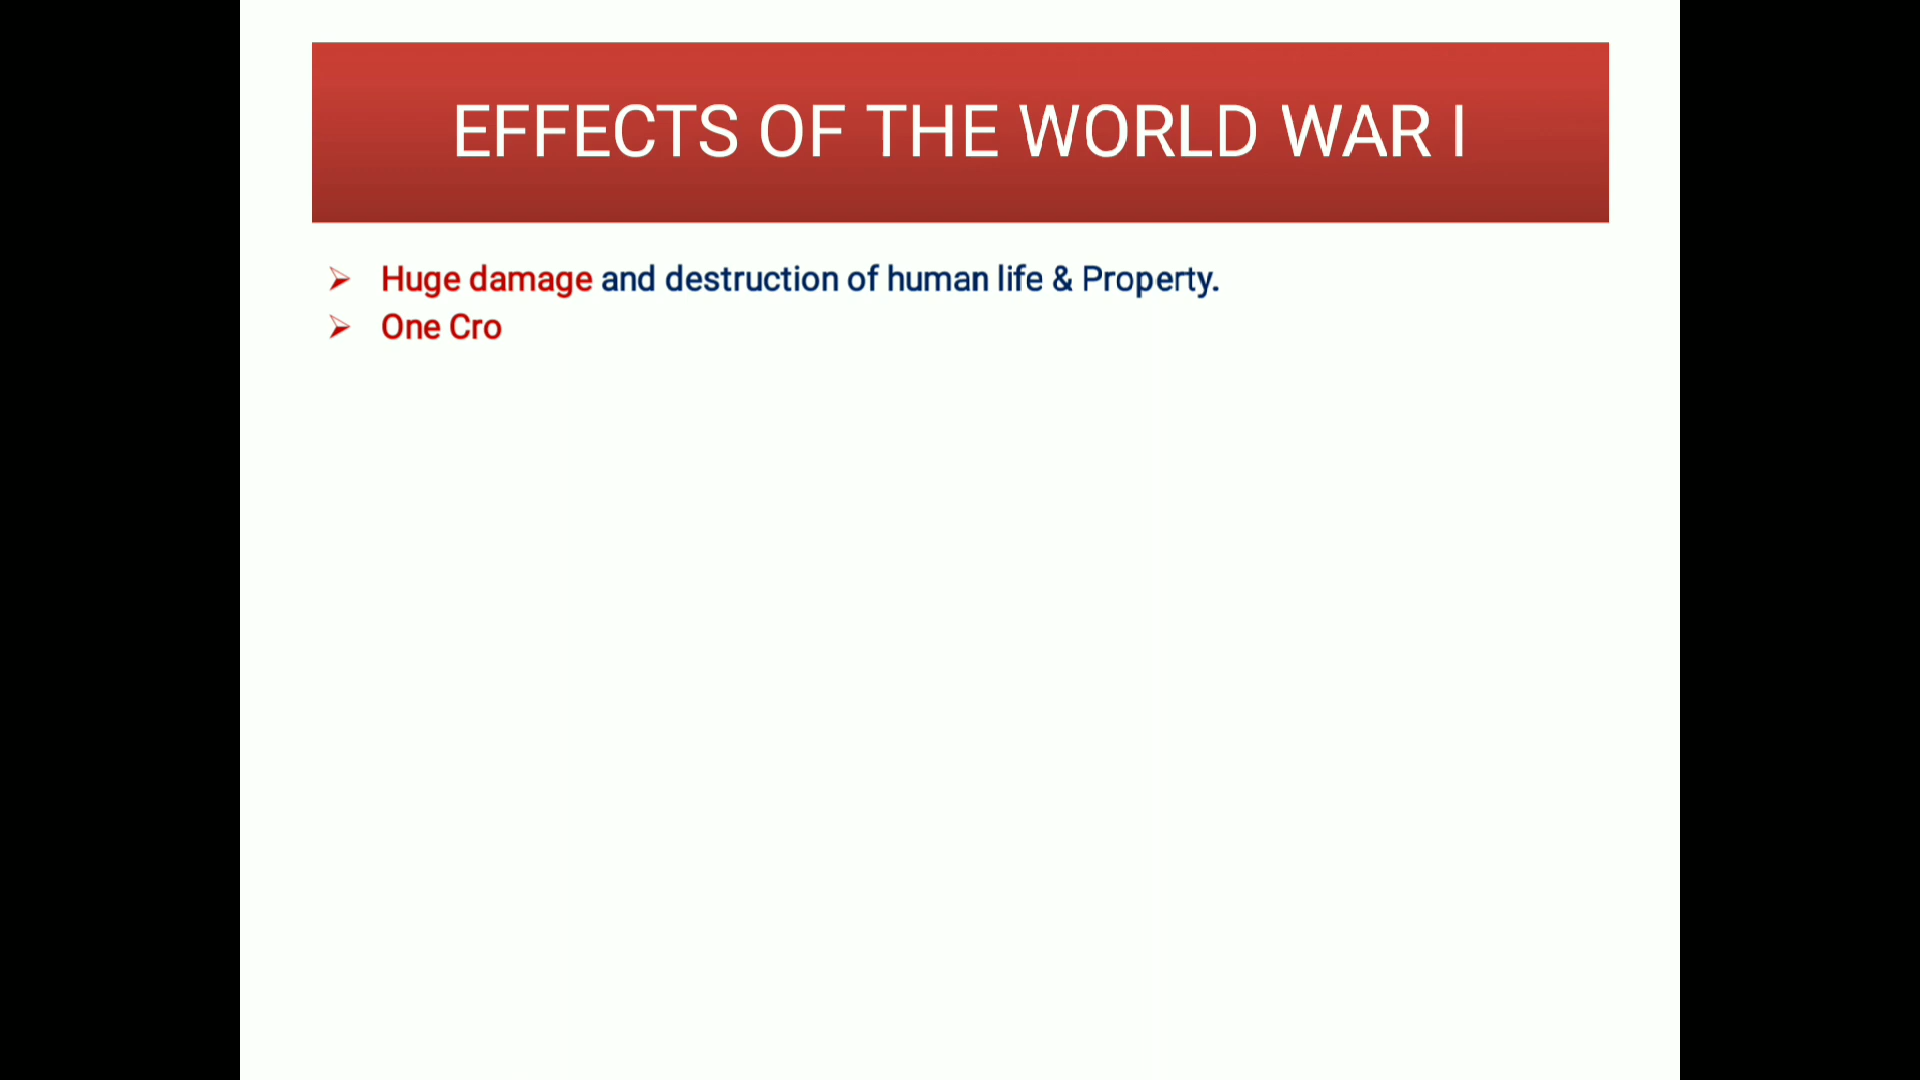 EFFECTS OF THE WORLD WAR I
➢ Huge damage and destruction of human life & Property.
➢ One Cro